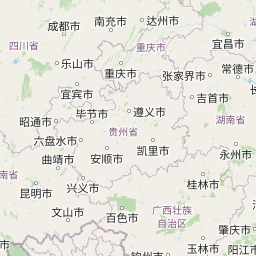 成都市
南充市
达州市
四川省
重庆市
宜昌市
乐山市
重庆市
张家界市
常德市
宜宾市
吉首市
昭通市
毕节市
遵义市
湖南省
贵州省
六盘水市
凯里市
曲靖市
安顺市
永州市
南省
兴义市
昆明市
桂林市
文山市
百色市
广西壮族
自治区
肇庆市
钦州市
玉林市
阳江市